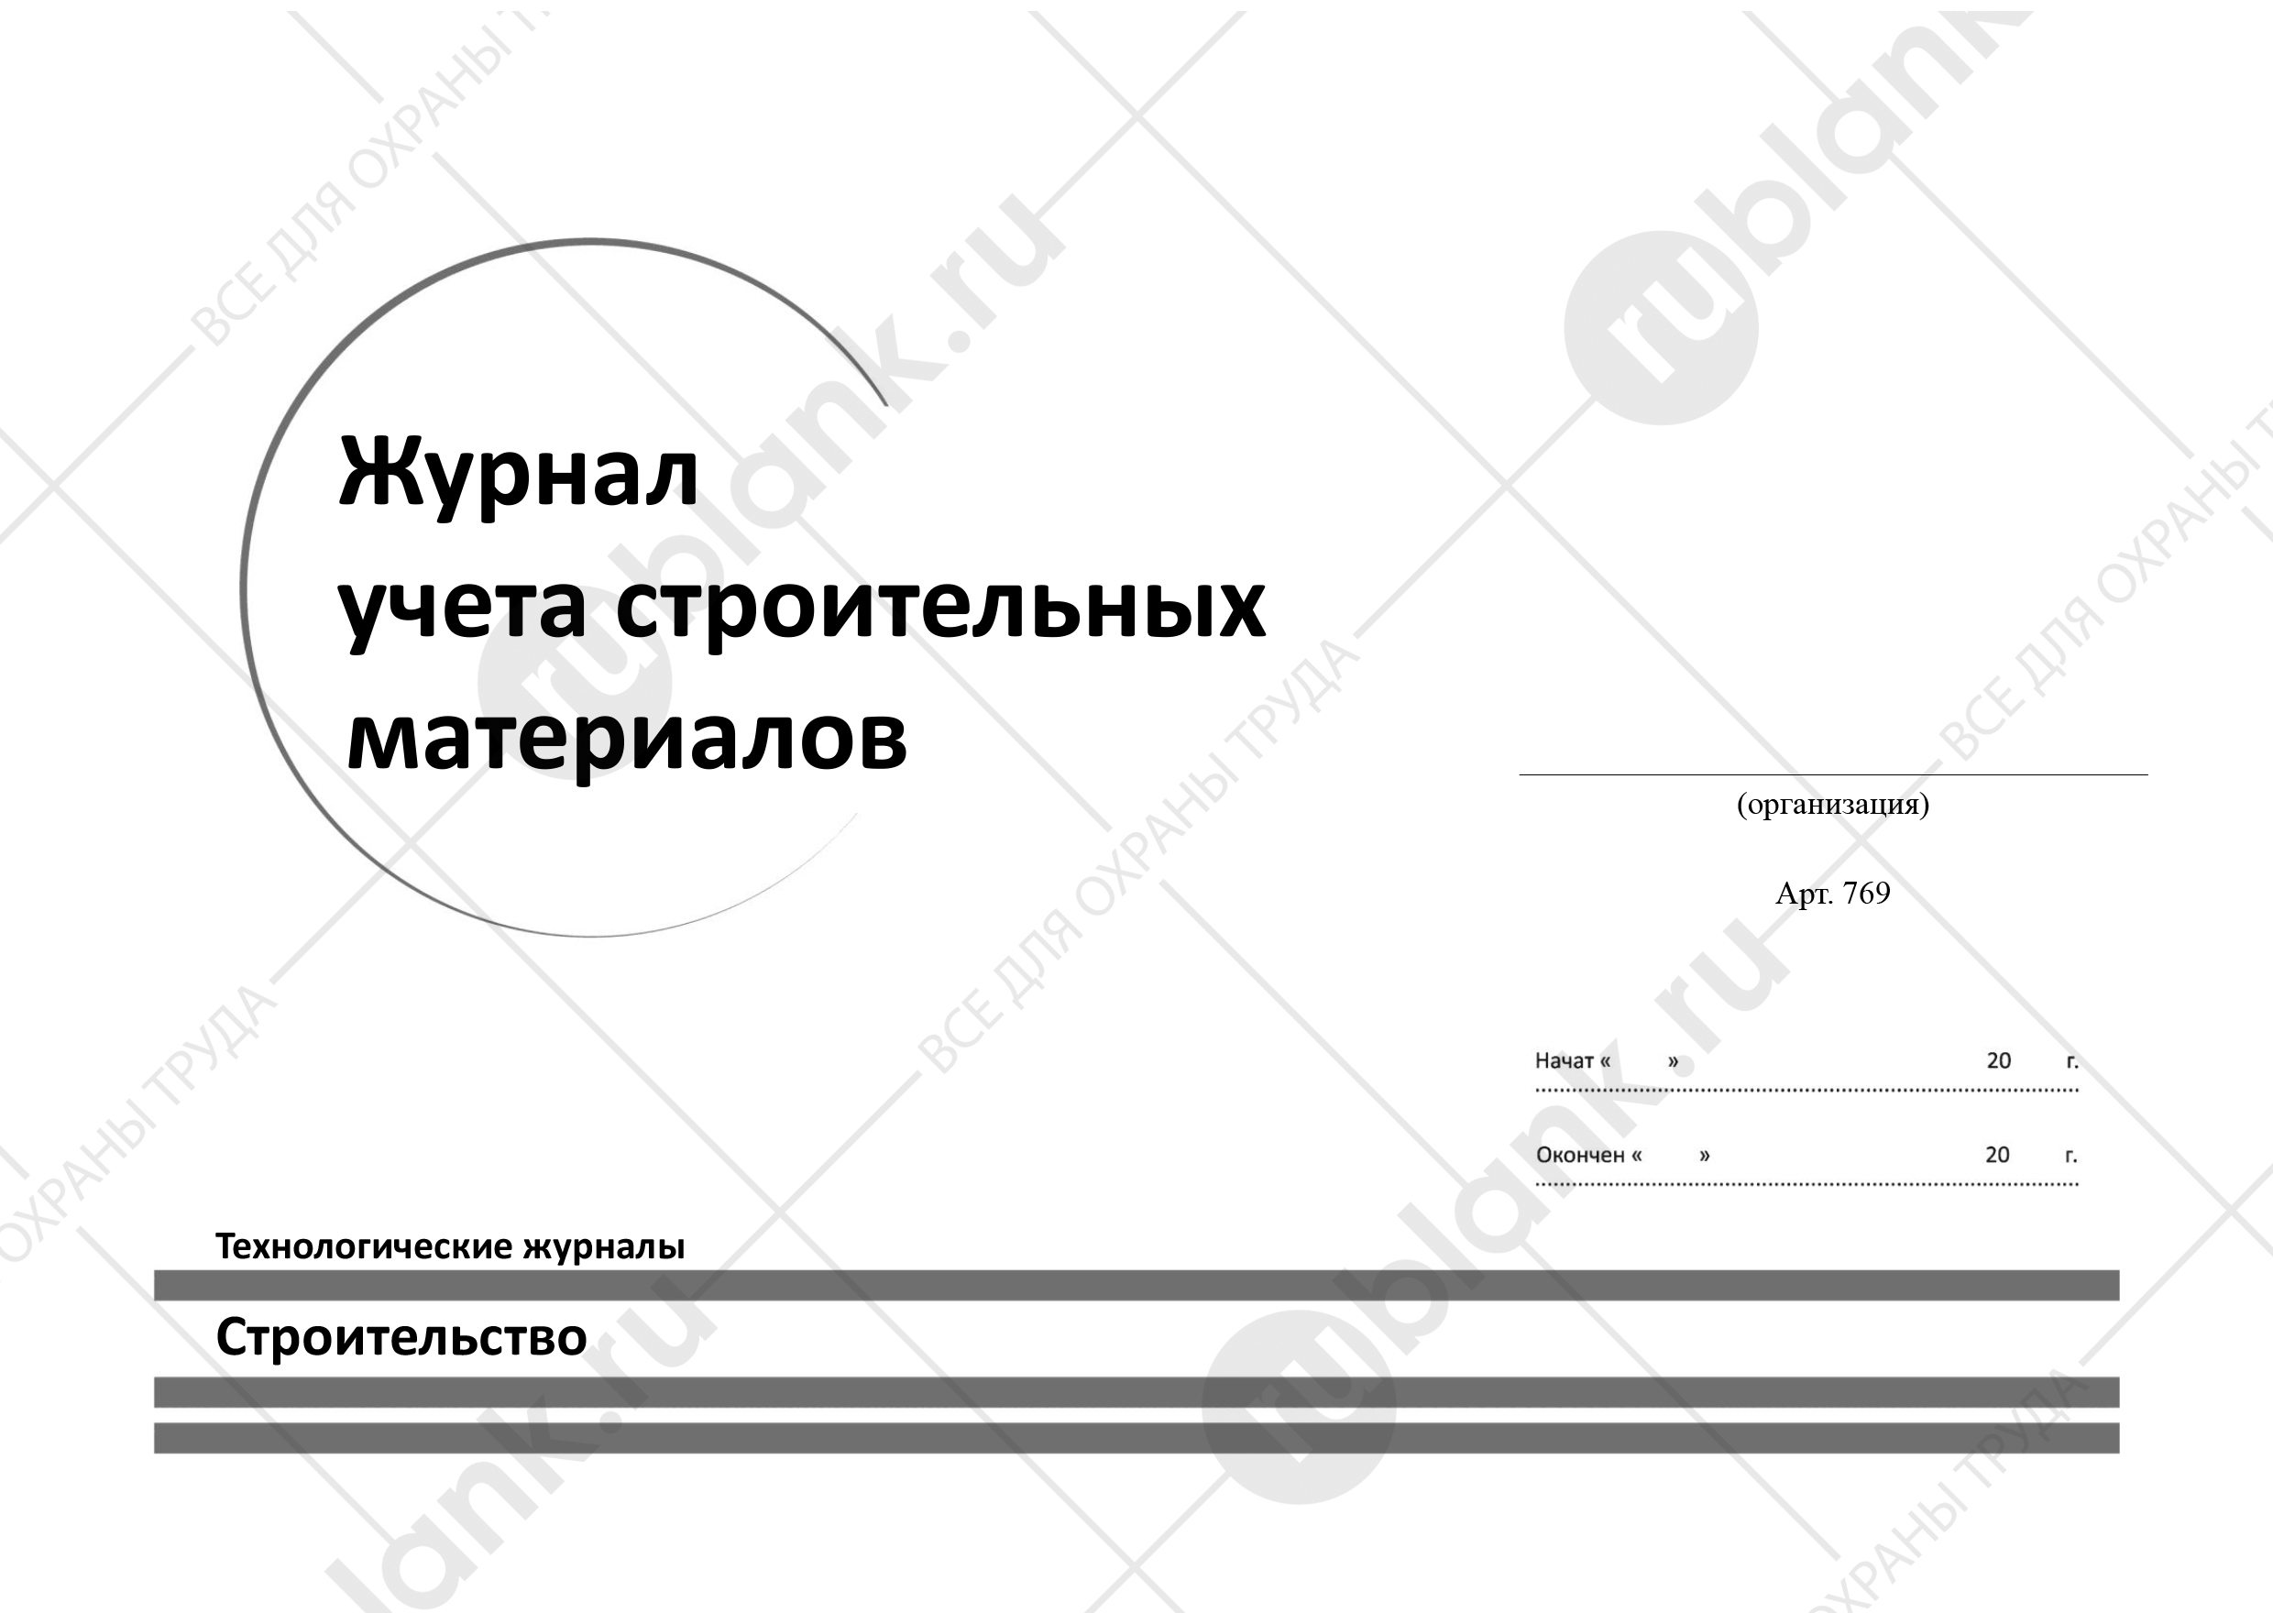 Журнал
учета строительных
материалов
(организация)
Арт. 769
Начат « » 20 г.
Окончен « » 20 г.
Технологические журналы
Строительство
rublank.ru
ВСЕ ДЛЯ ОХРАНЫ ТРУДА